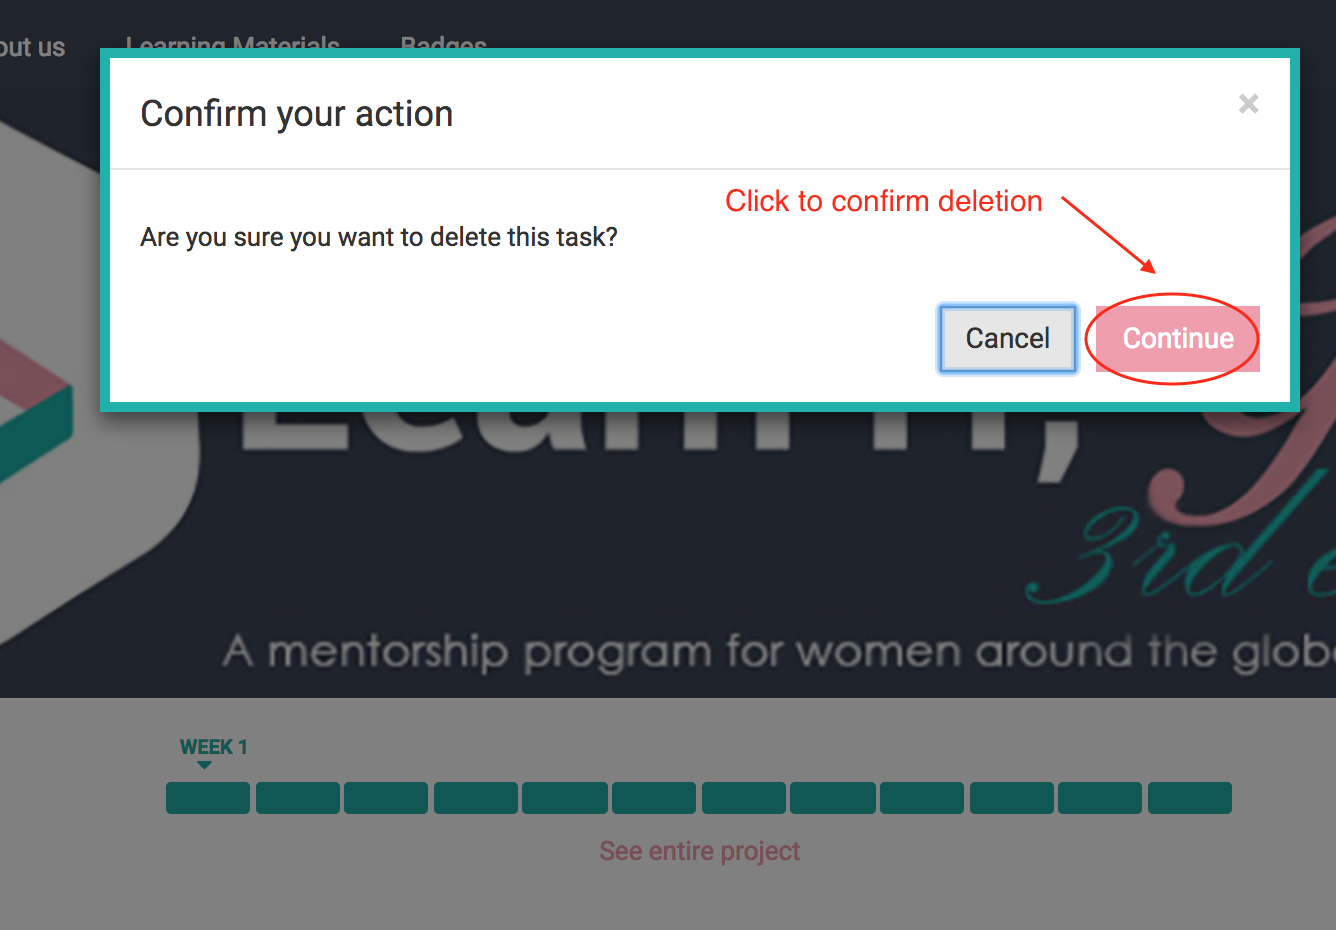 out us Learning Materials Badges
Confirm your action
×
Click to confirm deletion
Are you sure you want to delete this task?
Cancel Continue
Learn IT,
3rd e
A mentorship program for women around the glob
WEEK 1
See entire project